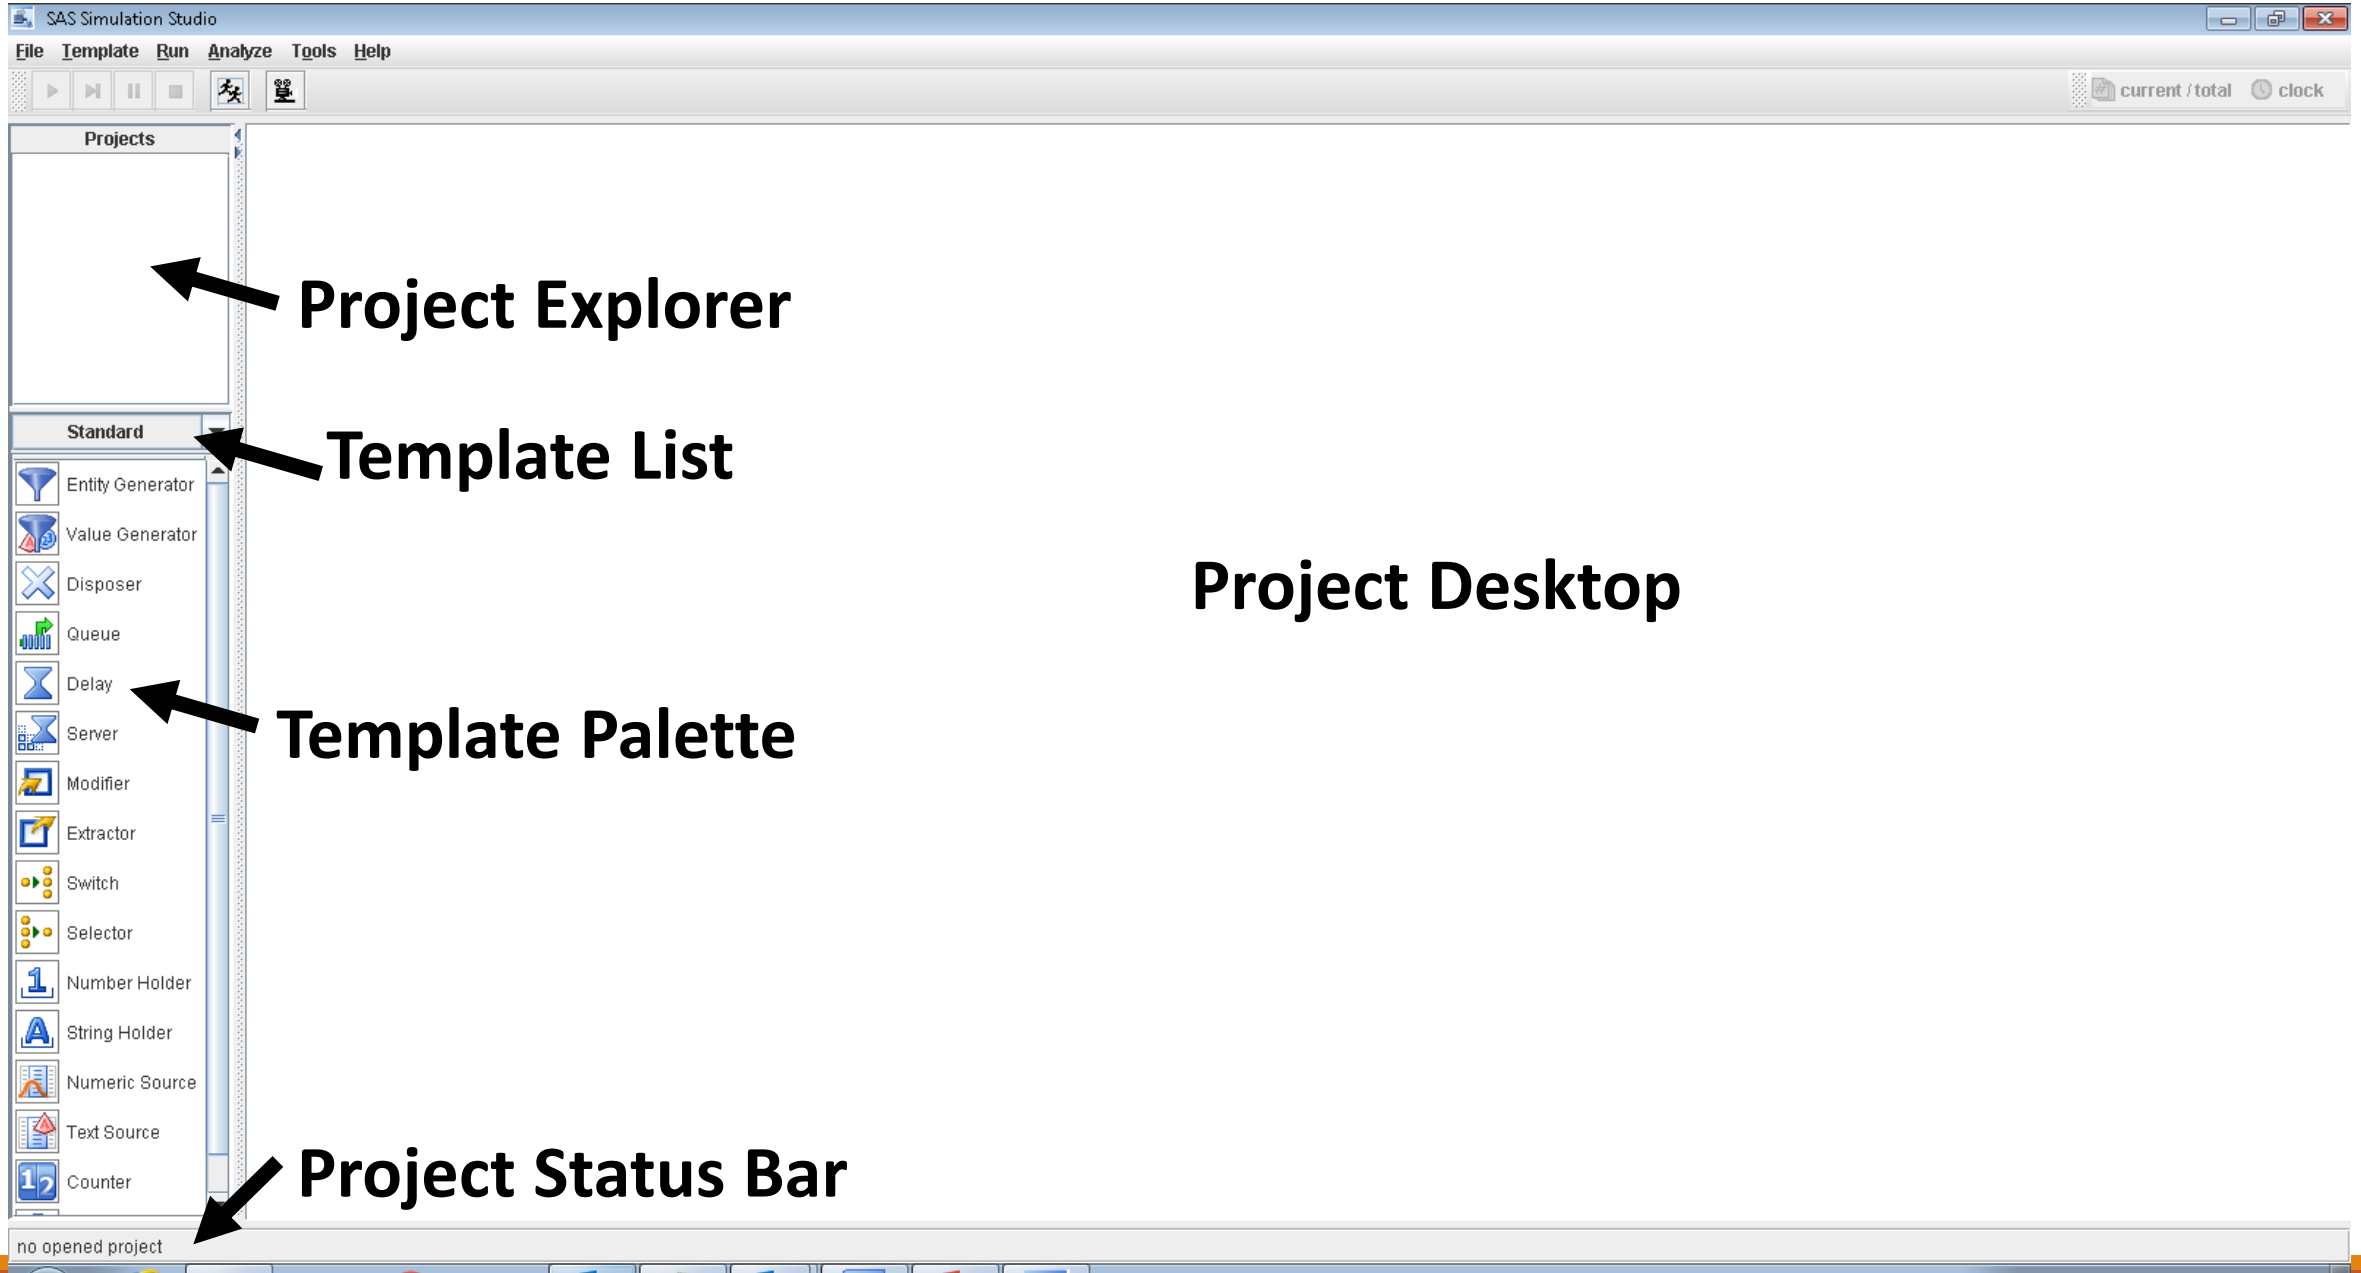 SAS Simulation Studio
File Template Run Analyze Tools Help
current / total clock
Projects
Project Explorer
Standard
Template List
Entity Generator
Value Generator
Disposer
Project Desktop
Queue
Delay
Server
Template Palette
Modifier
Extractor
Switch
Selector
1 Number Holder
A String Holder
Numeric Source
Text Source
12 Counter
Project Status Bar
no opened project